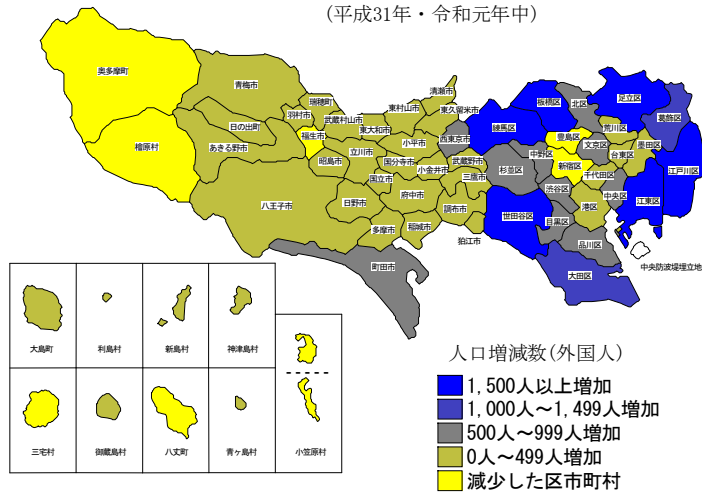 (平成31年・令和元年中)
奥多摩町
青梅市
瑞穂町
羽村市
武蔵村山市
東村山市
清瀬市
東久留米市
日の出町
福生市
東大和市
小平市
西東京市
檜原村
あきる野市
昭島市
立川市
国分寺市
小金井市
武蔵野市
国立市
三鷹市
八王子市
日野市
府中市
調布市
多摩市
稲城市
狛江市
町田市
板橋区
北区
足立区
葛飾区
練馬区
豊島区
荒川区
文京区
台東区
墨田区
中野区
杉並区
新宿区
千代田区
江戸川区
渋谷区
中央区
江東区
世田谷区
目黒区
港区
品川区
大田区
中央防波堤埋立地
大島町
利島村
新島村
神津島村
三宅村
御蔵島村
八丈町
青ヶ島村
小笠原村
人口増減数(外国人)
1,500人以上増加
1,000人～1,499人増加
500人～999人増加
0人～499人増加
減少した区市町村